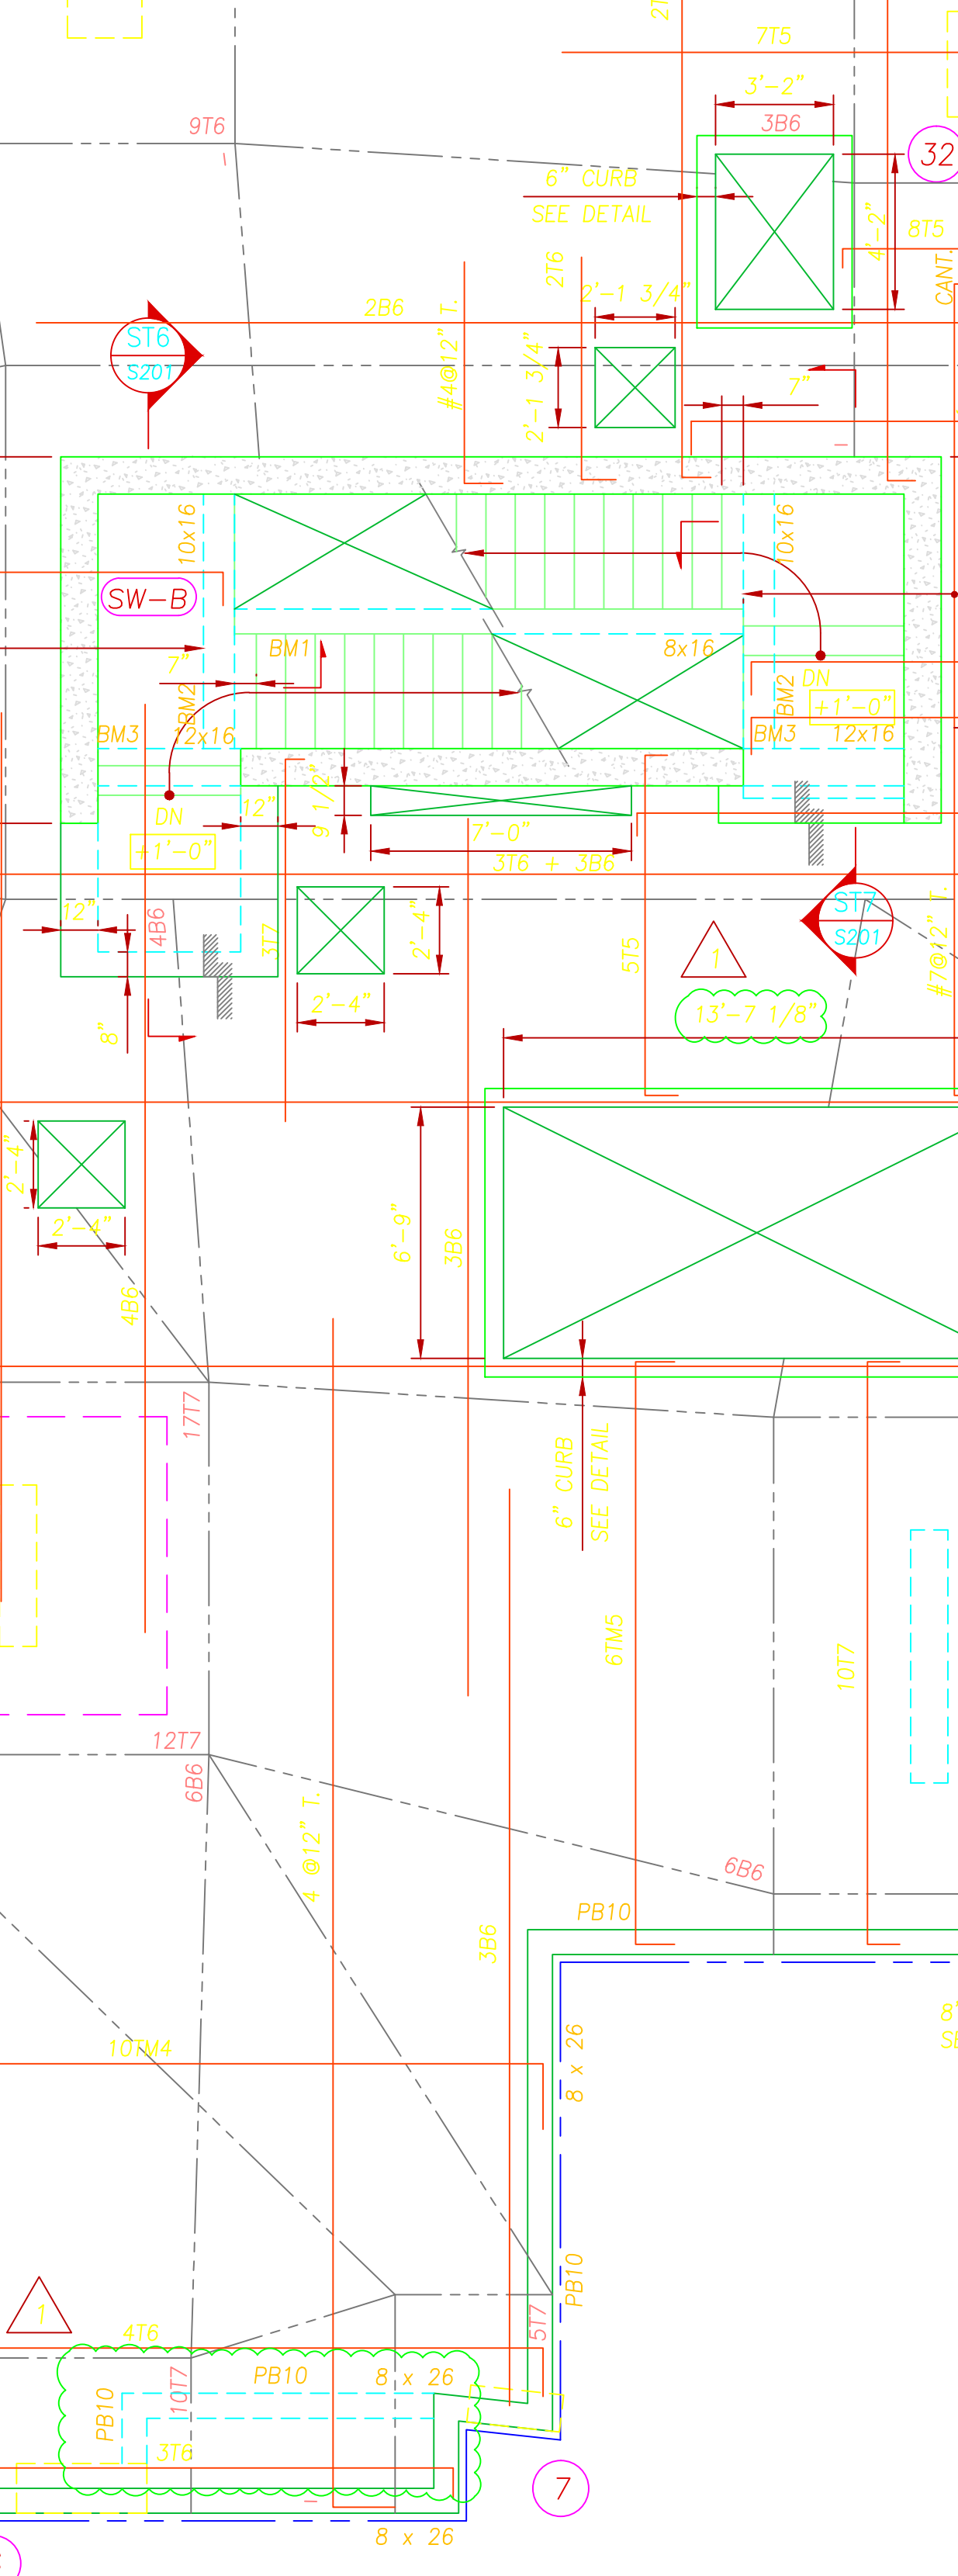 2T
7T5
3'-2"
9T6
3B6
32
6" CURB
SEE DETAIL
4'-2"
8T5
2T6
CANT.
2'-1 3/4"
2B6
#4@12" T.
ST6
S201
2'-1 3/4"
7"
10x16
10x16
SW-B
BM1
8x16
7"
BM2
BM2
DN
+1'-0"
BM3
12x16
BM3
12x16
9 1/2"
12"
DN
7'-0"
+1'-0"
3T6 + 3B6
12"
4B6
3T7
2'-4"
5T5
1
ST7
S201
#7@12" T.
2'-4"
13'-7 1/8"
8"
2'-4"
2'-4"
6'-9"
3B6
4B6
17T7
6" CURB
SEE DETAIL
6TM5
10T7
12T7
6B6
4 @12" T.
6B6
PB10
3B6
8'
SE
10TM4
8 x 26
PB10
1
4T6
5T7
PB10
10T7
PB10
8 x 26
3T6
7
8 x 26